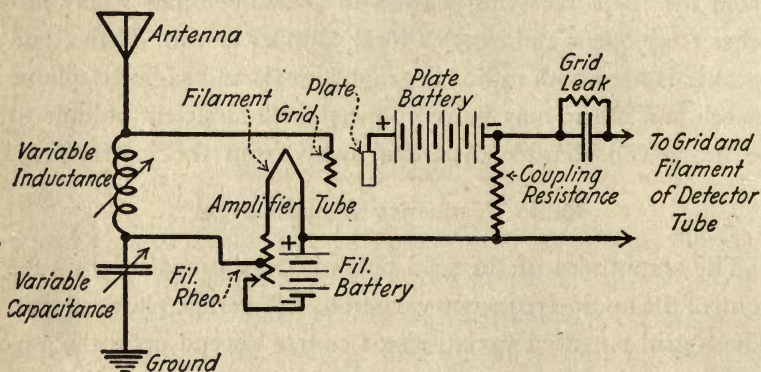 Antenna
Filament
Grid
Plate
Plate
Battery
+
−
Grid
Leak
To Grid and
Filament
of Detector
Tube
Variable
Inductance
Amplifier Tube
Coupling
Resistance
+
−
Fil.
Rheo.
Fil.
Battery
Variable
Capacitance
Ground